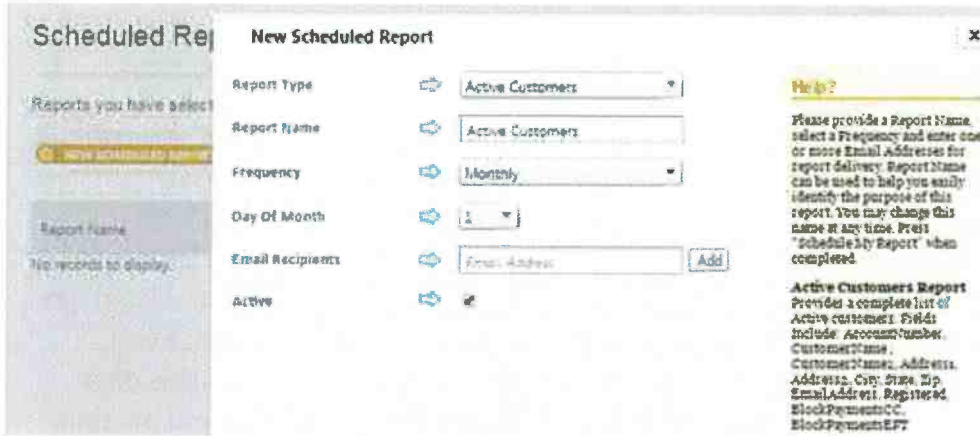 Scheduled Rep
Reports you have select
NEW SCHEDULED REPORT
Report Name
No records to display.
New Scheduled Report
x
Report Type
Active Customers
Report Name
Active Customers
Frequency
Monthly
Day Of Month
1
Email Recipients
Email Address
Add
Active
Help?
Please provide a Report Name,
select a Frequency and enter one
or more Email Addresses for
report delivery. Report Name
can be used to help you easily
identify the purpose of this
report. You may change this
name at any time. Press
"Schedule My Report" when
completed.
Active Customers Report
Provides a complete list of
Active customers. Fields
Include: AccountNumber,
CustomerName,
CustomerName2, Address1,
Address2, City, State, Zip,
EmailAddress, Registered,
BlockPaymentsCC,
BlockPaymentsEFT